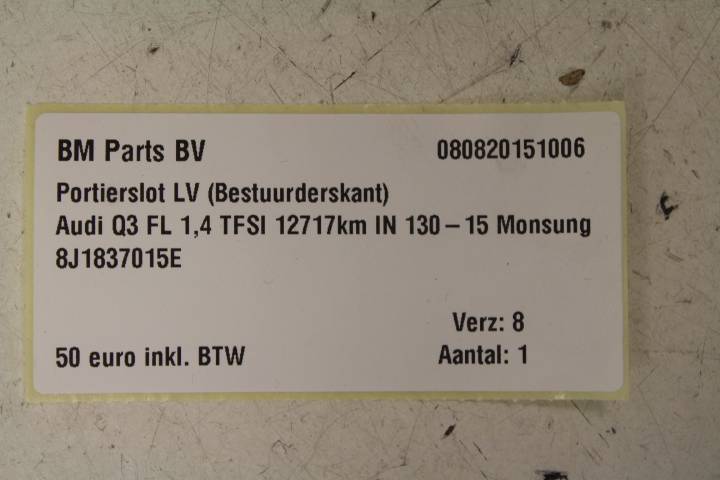 BM Parts BV 080820151006
Portierslot LV (Bestuurderskant)
Audi Q3 FL 1,4 TFSI 12717km IN 130 – 15 Monsung
8J1837015E
Verz: 8
50 euro inkl. BTW Aantal: 1